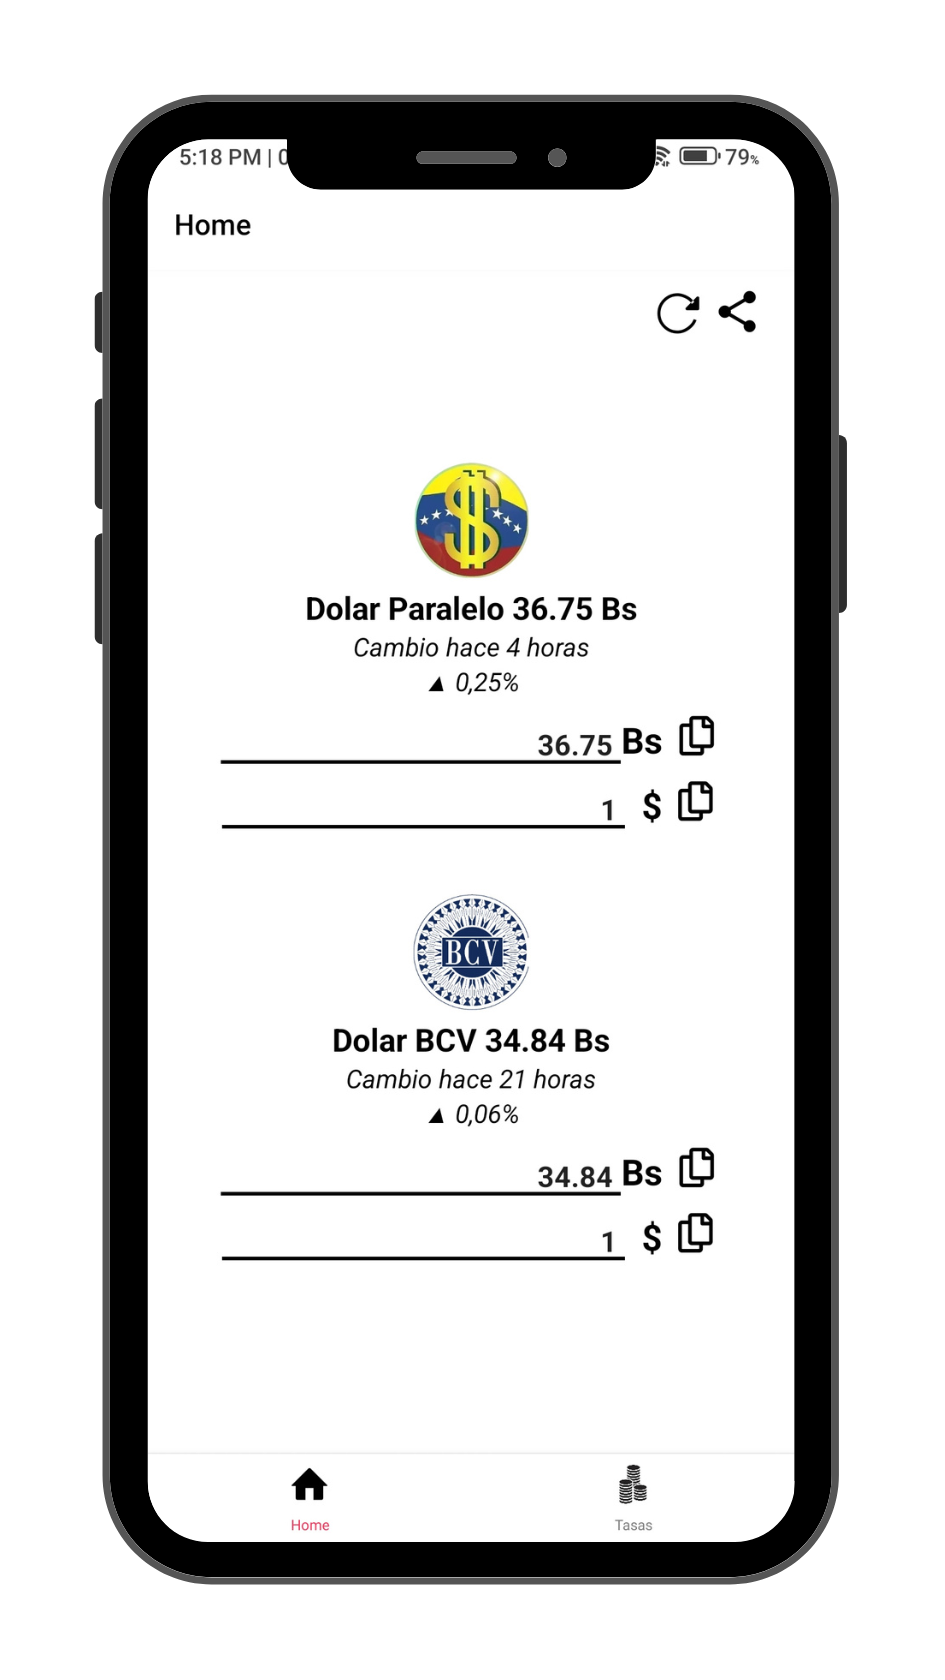 5:18 PM | 0
79%
Home
Dolar Paralelo 36.75 Bs
Cambio hace 4 horas
▲ 0,25%
36.75 Bs
1 $
BCV
Dolar BCV 34.84 Bs
Cambio hace 21 horas
▲ 0,06%
34.84 Bs
1 $
Home
Tasas